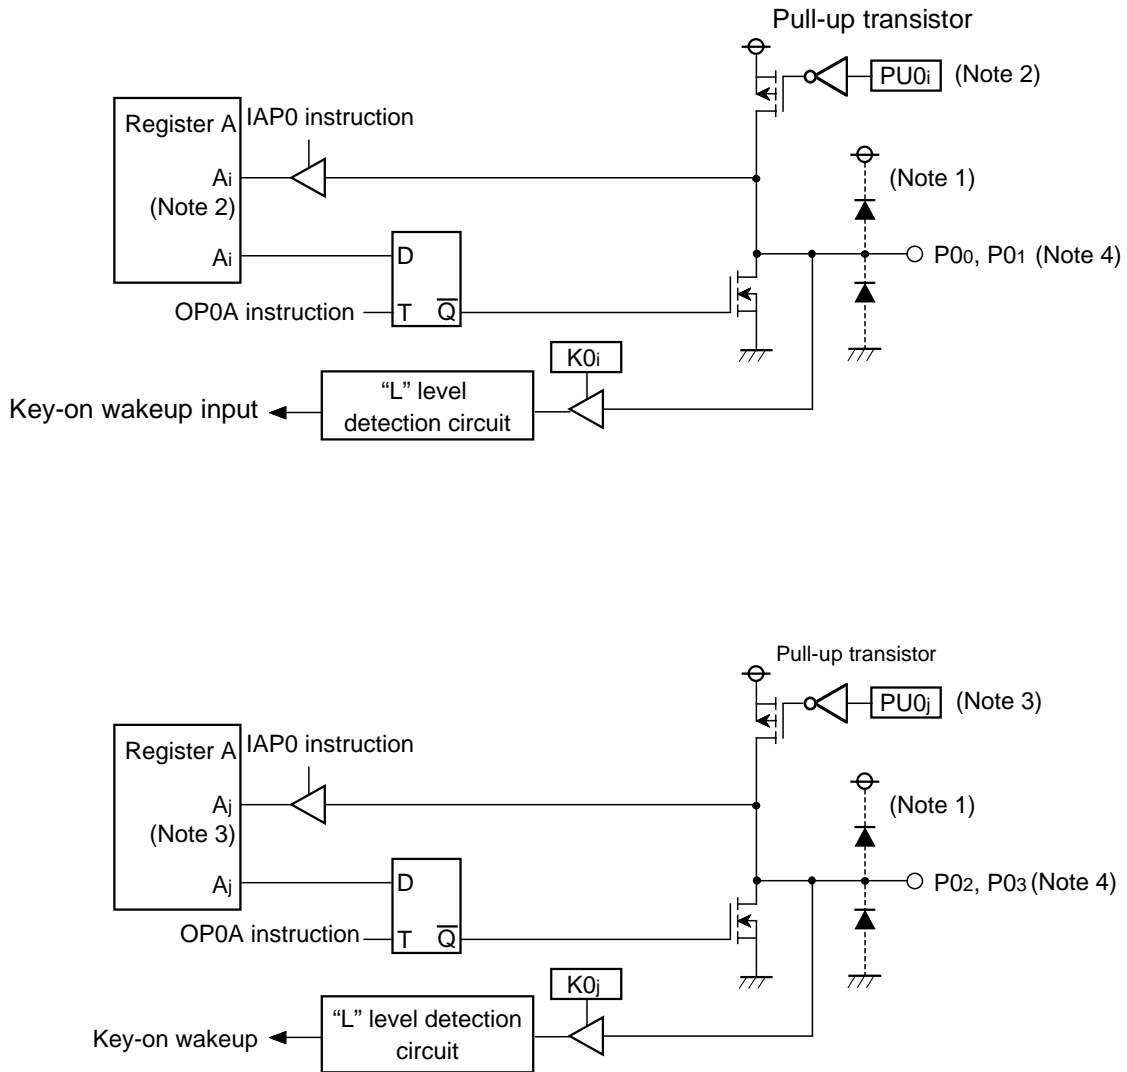 Pull-up transistor
PU0i (Note 2)
IAP0 instruction
Register A
Ai
(Note 2)
(Note 1)
Ai
D
P00, P01 (Note 4)
OP0A instruction
T Q̅
K0i
“L” level
detection circuit
Key-on wakeup input
Pull-up transistor
PU0j (Note 3)
IAP0 instruction
Register A
Aj
(Note 3)
(Note 1)
Aj
D
P02, P03 (Note 4)
OP0A instruction
T Q̅
K0j
“L” level detection
circuit
Key-on wakeup